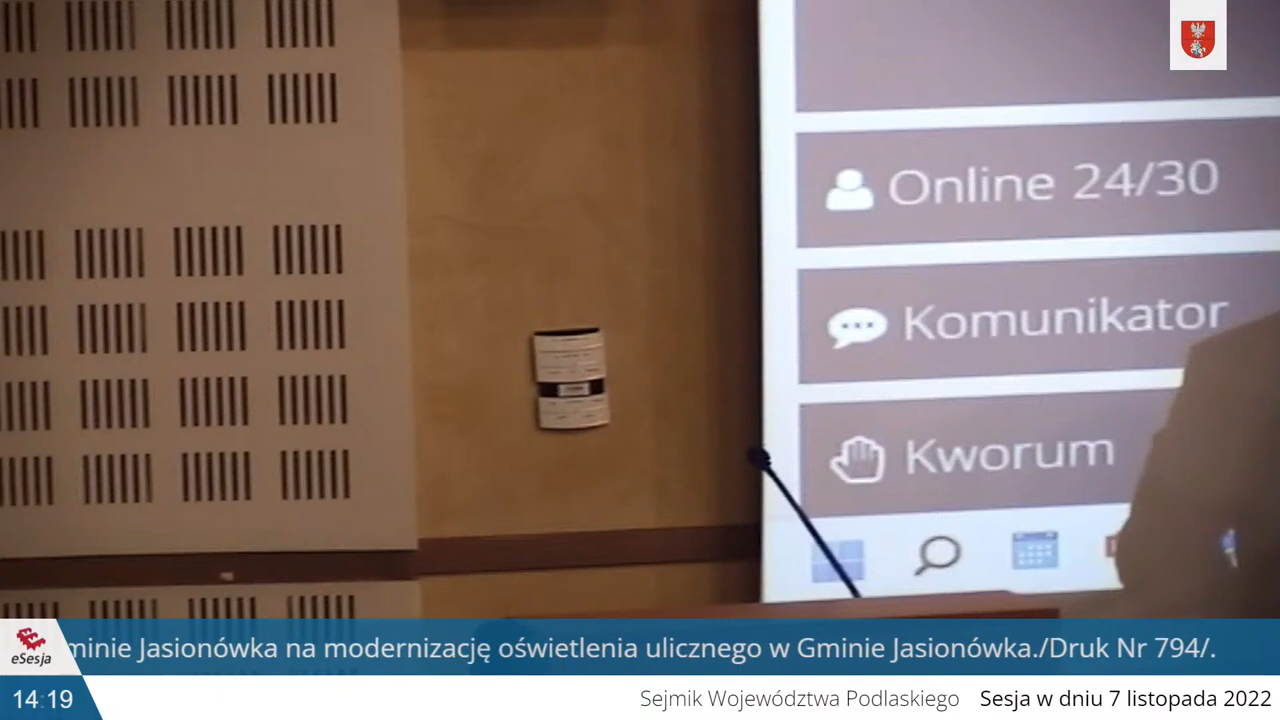 Online 24/30
Komunikator
Kworum
minie Jasionówka na modernizację oświetlenia ulicznego w Gminie Jasionówka./Druk Nr 794/.
eSesja
14:19
Sejmik Województwa Podlaskiego Sesja w dniu 7 listopada 2022